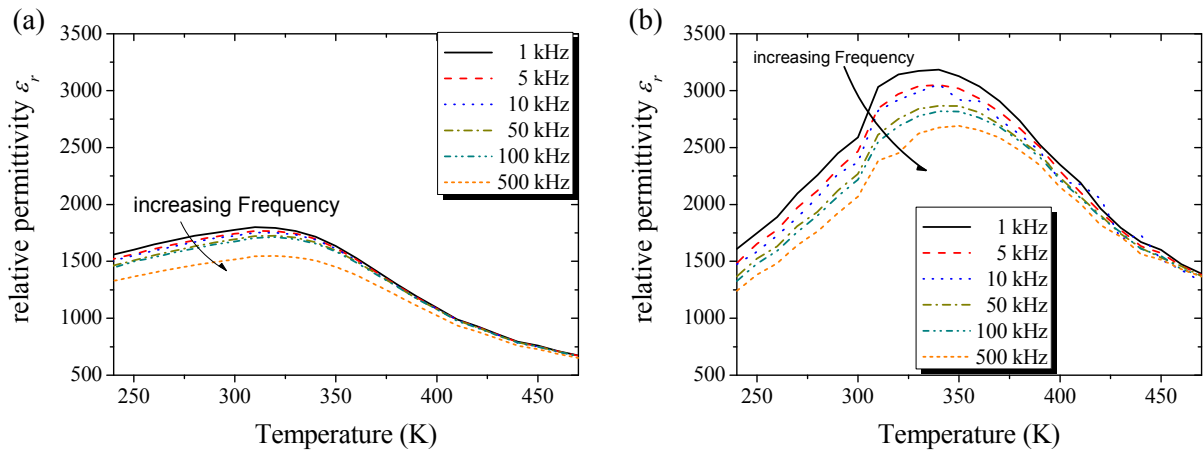 (a)
3500
3000
2500
2000
1500
1000
500
relative permittivity εr
1 kHz
5 kHz
10 kHz
50 kHz
100 kHz
500 kHz
increasing Frequency
250 300 350 400 450
Temperature (K)
(b)
3500
3000
2500
2000
1500
1000
500
relative permittivity εr
increasing Frequency
1 kHz
5 kHz
10 kHz
50 kHz
100 kHz
500 kHz
250 300 350 400 450
Temperature (K)